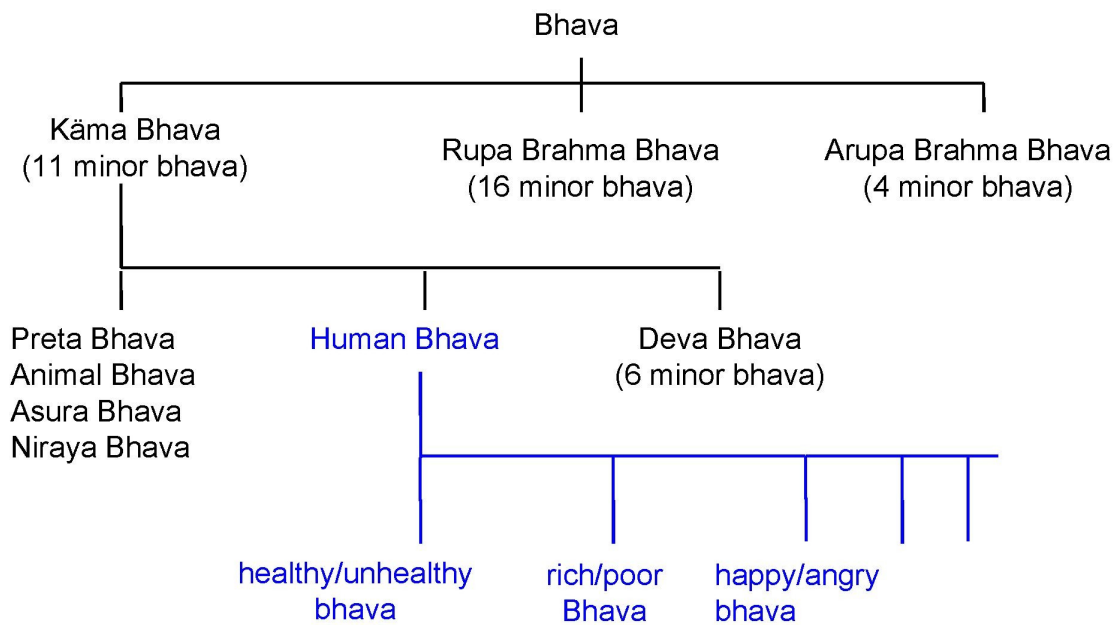 Bhava
Käma Bhava
(11 minor bhava)
Rupa Brahma Bhava
(16 minor bhava)
Arupa Brahma Bhava
(4 minor bhava)
Preta Bhava
Animal Bhava
Asura Bhava
Niraya Bhava
Human Bhava
Deva Bhava
(6 minor bhava)
healthy/unhealthy
bhava
rich/poor
Bhava
happy/angry
bhava